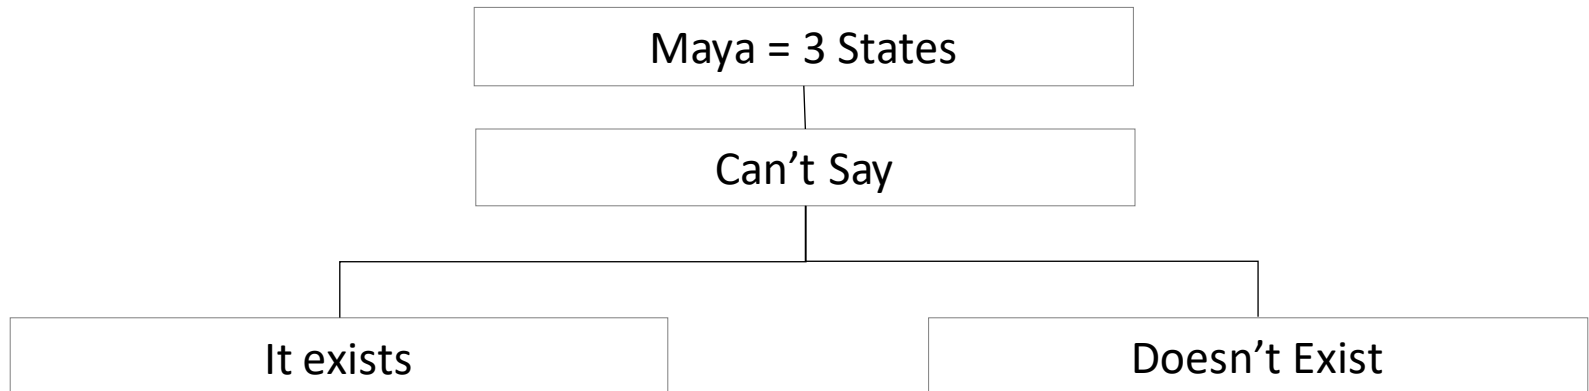 Maya = 3 States
Can’t Say
It exists
Doesn’t Exist